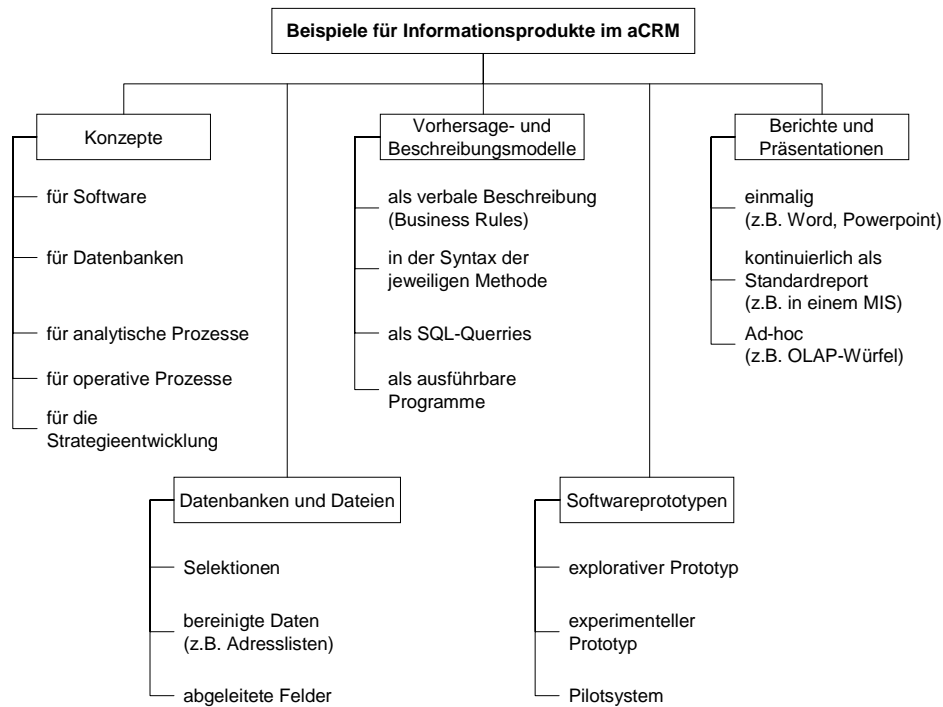 Beispiele für Informationsprodukte im aCRM
Konzepte
für Software
für Datenbanken
für analytische Prozesse
für operative Prozesse
für die
Strategieentwicklung
Vorhersage- und
Beschreibungsmodelle
als verbale Beschreibung
(Business Rules)
in der Syntax der
jeweiligen Methode
als SQL-Querries
als ausführbare
Programme
Berichte und
Präsentationen
einmalig
(z.B. Word, Powerpoint)
kontinuierlich als
Standardreport
(z.B. in einem MIS)
Ad-hoc
(z.B. OLAP-Würfel)
Datenbanken und Dateien
Selektionen
bereinigte Daten
(z.B. Adresslisten)
abgeleitete Felder
Softwareprototypen
explorativer Prototyp
experimenteller
Prototyp
Pilotsystem